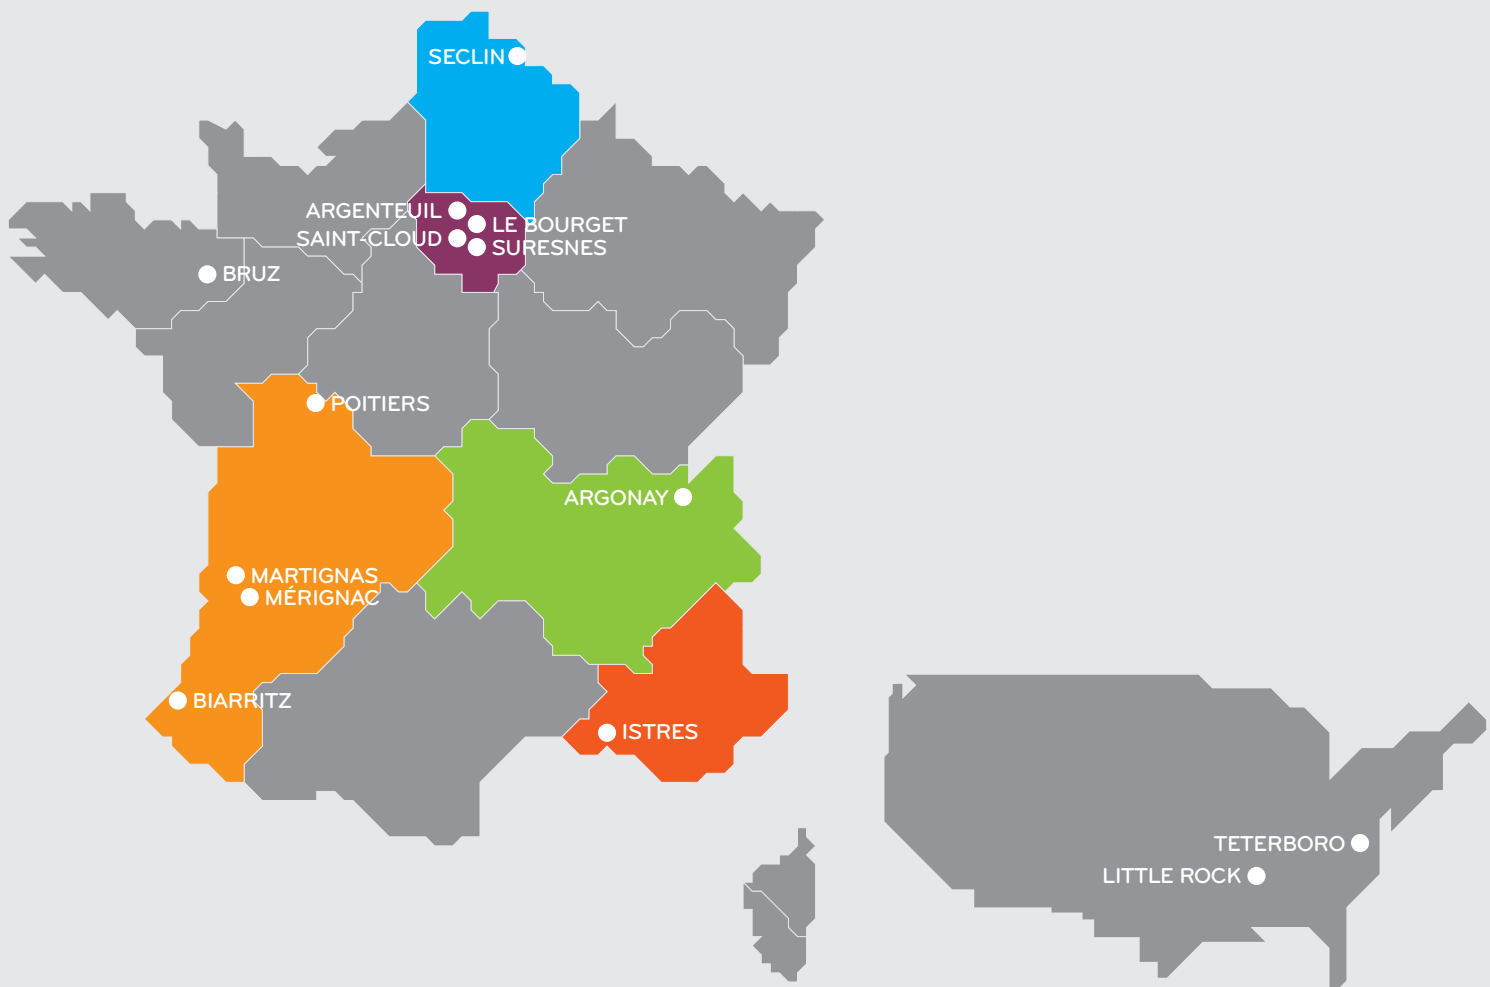 SECLIN
ARGENTEUIL
LE BOURGET
SAINT-CLOUD
SURESNES
BRUZ
POITIERS
ARGONAY
MARTIGNAS
MÉRIGNAC
BIARRITZ
ISTRES
TETERBORO
LITTLE ROCK